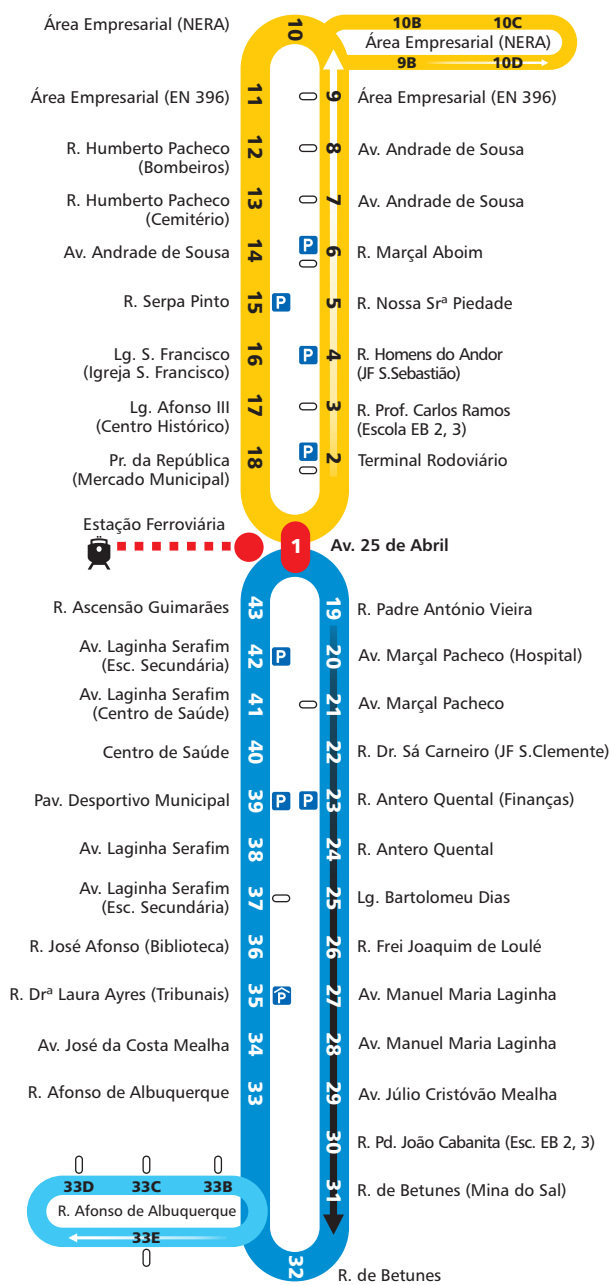 Área Empresarial (NERA)
10
10B 10C
Área Empresarial (NERA)
9B 10D
Área Empresarial (EN 396)
11
9
Área Empresarial (EN 396)
R. Humberto Pacheco
(Bombeiros)
12
8
Av. Andrade de Sousa
R. Humberto Pacheco
(Cemitério)
13
7
Av. Andrade de Sousa
Av. Andrade de Sousa
14
P
6
R. Marçal Aboim
R. Serpa Pinto
15
P
5
R. Nossa Srª Piedade
Lg. S. Francisco
(Igreja S. Francisco)
16
P
4
R. Homens do Andor
(JF S.Sebastião)
Lg. Afonso III
(Centro Histórico)
17
3
R. Prof. Carlos Ramos
(Escola EB 2, 3)
Pr. da República
(Mercado Municipal)
18
P
2
Terminal Rodoviário
Estação Ferroviária
1
Av. 25 de Abril
R. Ascensão Guimarães
43
19
R. Padre António Vieira
Av. Laginha Serafim
(Esc. Secundária)
42
P
20
Av. Marçal Pacheco (Hospital)
Av. Laginha Serafim
(Centro de Saúde)
41
21
Av. Marçal Pacheco
Centro de Saúde
40
22
R. Dr. Sá Carneiro (JF S.Clemente)
Pav. Desportivo Municipal
39
P
P
23
R. Antero Quental (Finanças)
Av. Laginha Serafim
38
24
R. Antero Quental
Av. Laginha Serafim
(Esc. Secundária)
37
25
Lg. Bartolomeu Dias
R. José Afonso (Biblioteca)
36
26
R. Frei Joaquim de Loulé
R. Drª Laura Ayres (Tribunais)
35
P
27
Av. Manuel Maria Laginha
Av. José da Costa Mealha
34
28
Av. Manuel Maria Laginha
R. Afonso de Albuquerque
33
29
Av. Júlio Cristóvão Mealha
30
R. Pd. João Cabanita (Esc. EB 2, 3)
33D 33C 33B
31
R. de Betunes (Mina do Sal)
R. Afonso de Albuquerque
33E
32
R. de Betunes